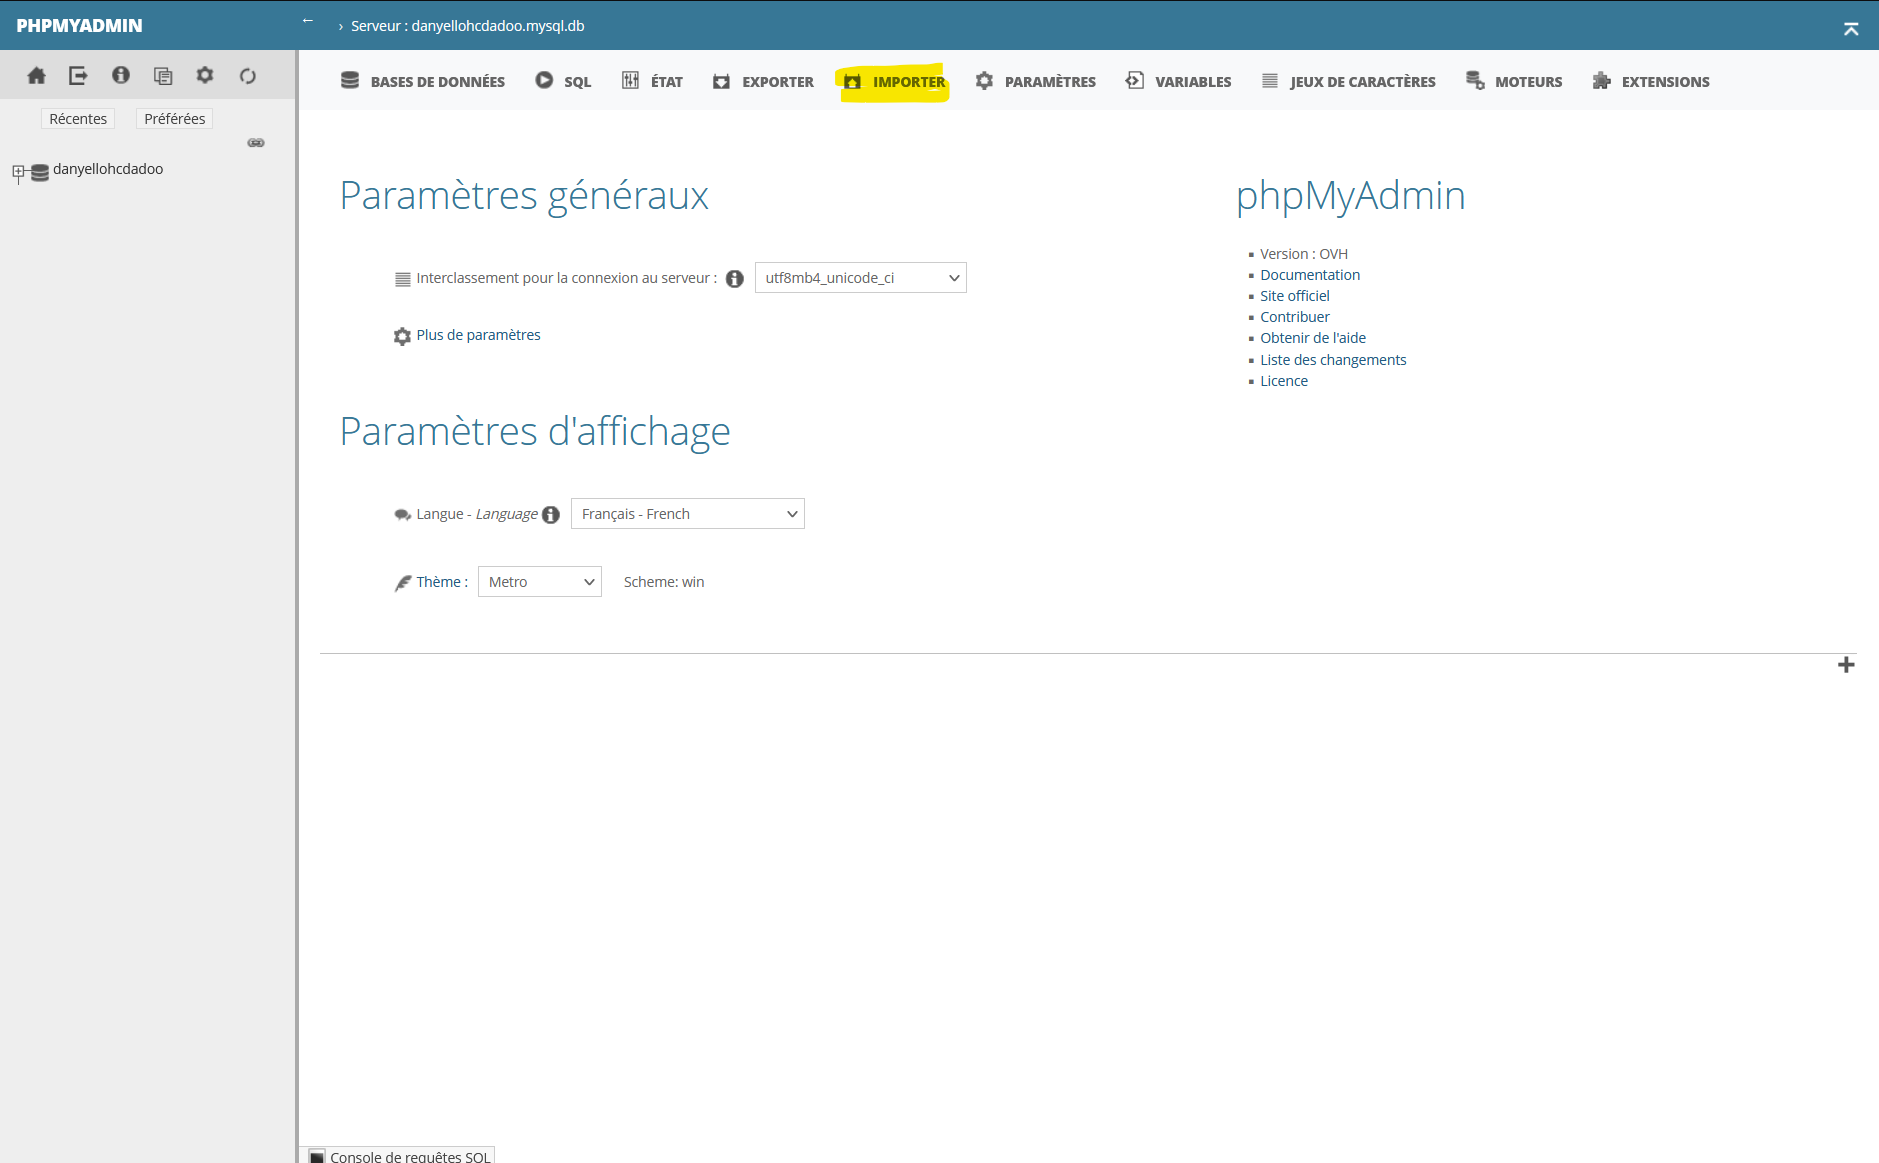 PHPMYADMIN
← › Serveur : danyellohcdadoo.mysql.db
BASES DE DONNÉES SQL ÉTAT EXPORTER IMPORTER PARAMÈTRES VARIABLES JEUX DE CARACTÈRES MOTEURS EXTENSIONS
Récentes Préférées
danyellohcdadoo
Paramètres généraux
Interclassement pour la connexion au serveur : utf8mb4_unicode_ci
Plus de paramètres
Paramètres d'affichage
Langue - Language Français - French
Thème : Metro Scheme: win
phpMyAdmin
Version : OVH
Documentation
Site officiel
Contribuer
Obtenir de l'aide
Liste des changements
Licence
Console de requêtes SQL